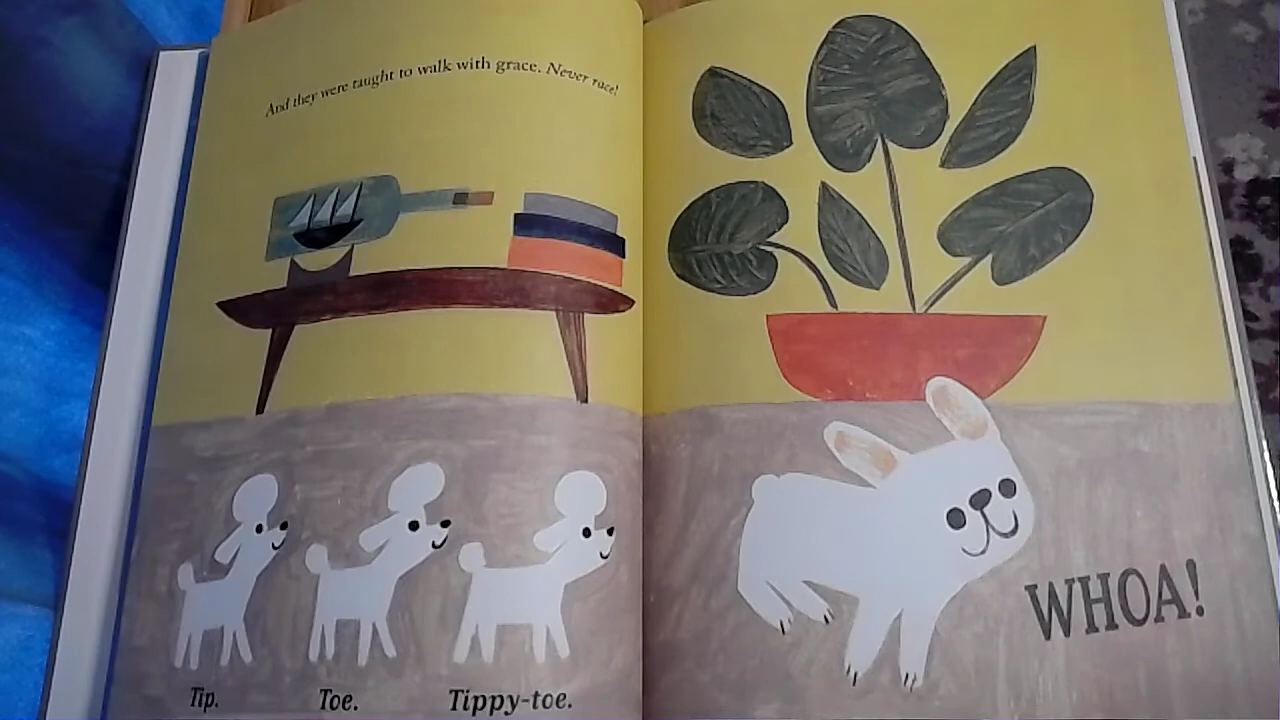 And they were taught to walk with grace. Never race!
Tip.
Toe.
Tippy-toe.
WHOA!